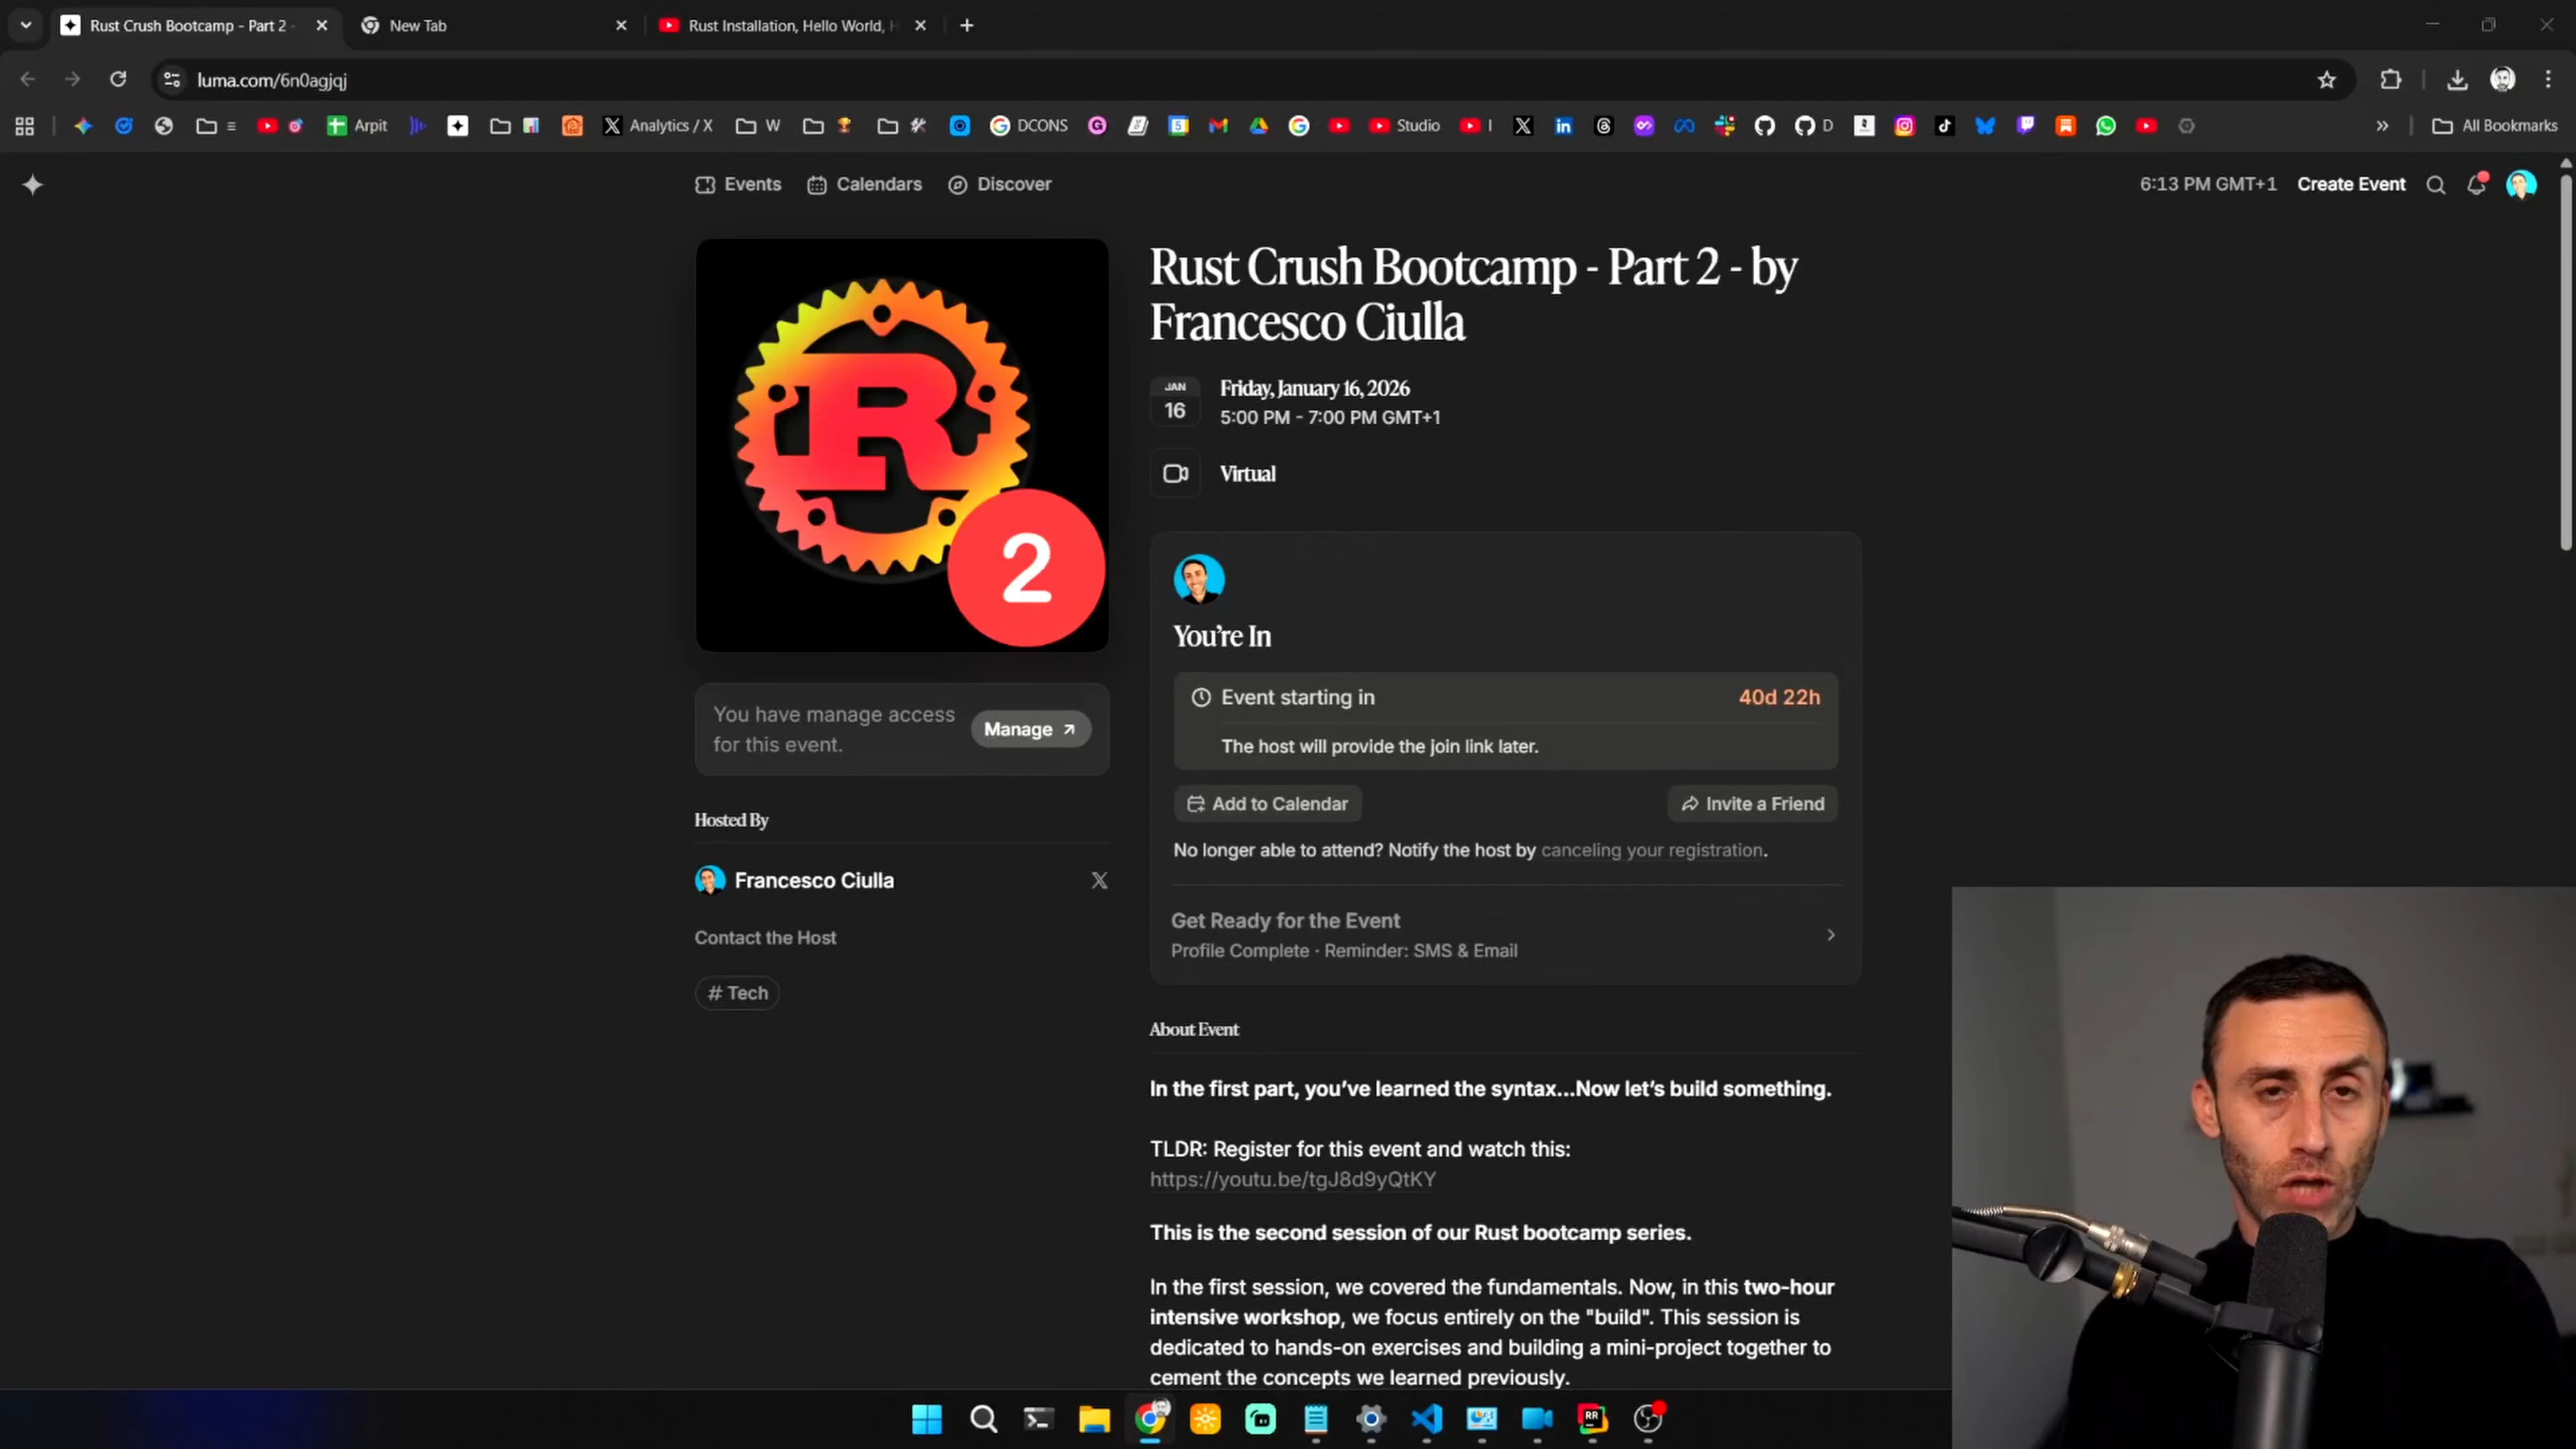 Rust Crush Bootcamp - Part 2 -
New Tab
Rust Installation, Hello World, H
luma.com/6n0agjqj
Arpit
Analytics / X
W
DCONS
Studio
I
D
All Bookmarks
Events
Calendars
Discover
6:13 PM GMT+1
Create Event
R
2
Rust Crush Bootcamp - Part 2 - by
Francesco Ciulla
JAN
16
Friday, January 16, 2026
5:00 PM - 7:00 PM GMT+1
Virtual
You're In
Event starting in
40d 22h
The host will provide the join link later.
Add to Calendar
Invite a Friend
No longer able to attend? Notify the host by canceling your registration.
Get Ready for the Event
Profile Complete · Reminder: SMS & Email
You have manage access
for this event.
Manage
Hosted By
Francesco Ciulla
Contact the Host
# Tech
About Event
In the first part, you've learned the syntax...Now let's build something.
TLDR: Register for this event and watch this:
https://youtu.be/tgJ8d9yQtKY
This is the second session of our Rust bootcamp series.
In the first session, we covered the fundamentals. Now, in this two-hour
intensive workshop, we focus entirely on the "build". This session is
dedicated to hands-on exercises and building a mini-project together to
cement the concepts we learned previously.
RR